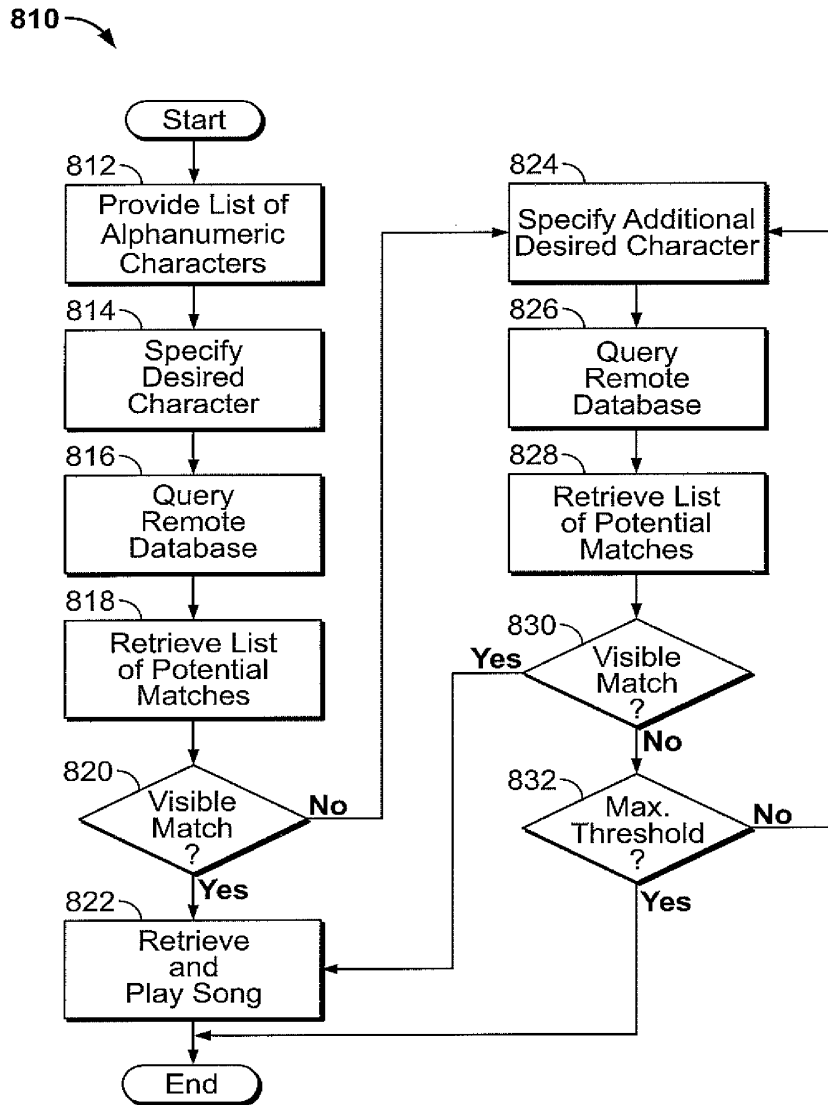 810
Start
812
Provide List of
Alphanumeric
Characters
814
Specify
Desired
Character
816
Query
Remote
Database
818
Retrieve List
of Potential
Matches
820
Visible
Match
?
No
Yes
822
Retrieve
and
Play Song
End
824
Specify Additional
Desired Character
826
Query
Remote
Database
828
Retrieve List
of Potential
Matches
830
Yes
Visible
Match
?
No
832
Max.
Threshold
?
No
Yes